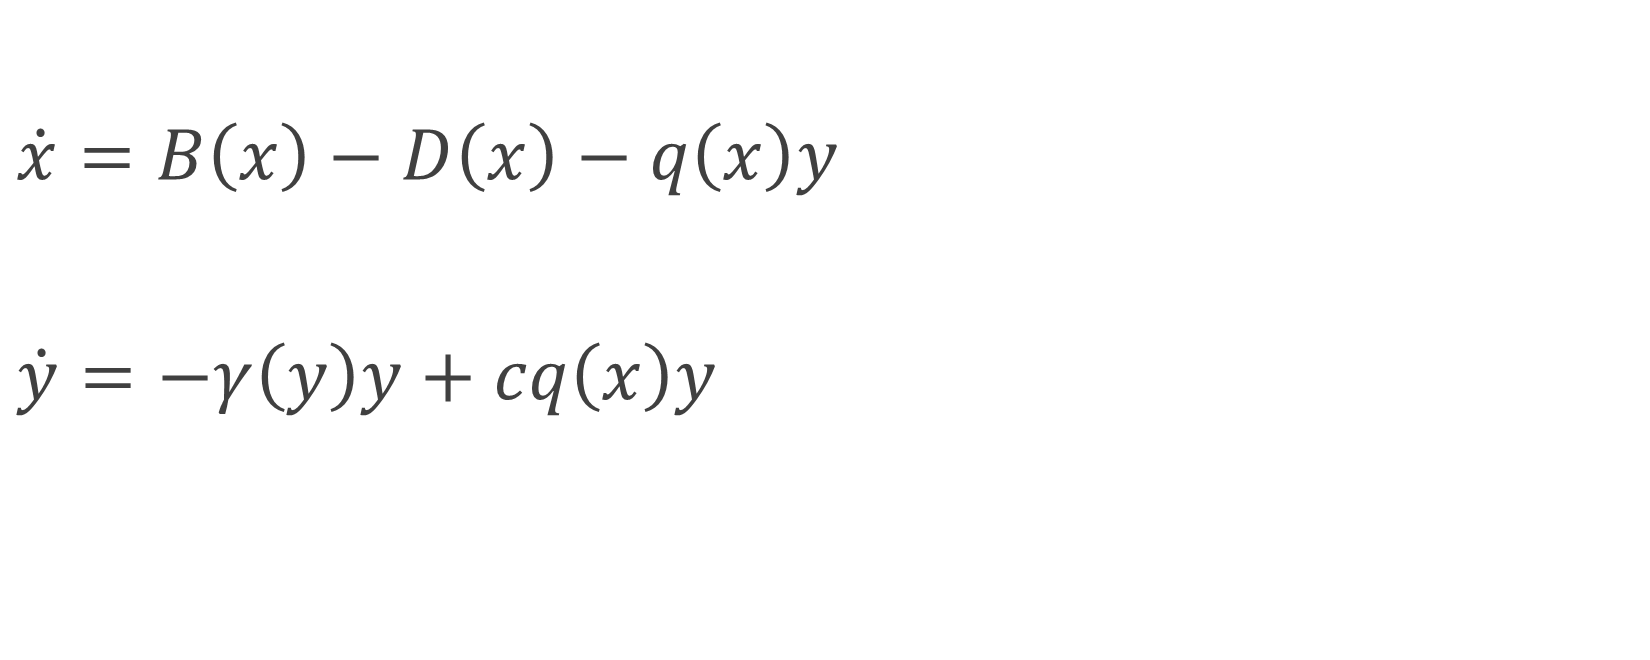 ẋ = B(x) − D(x) − q(x)y
ẏ = −γ(y)y + cq(x)y